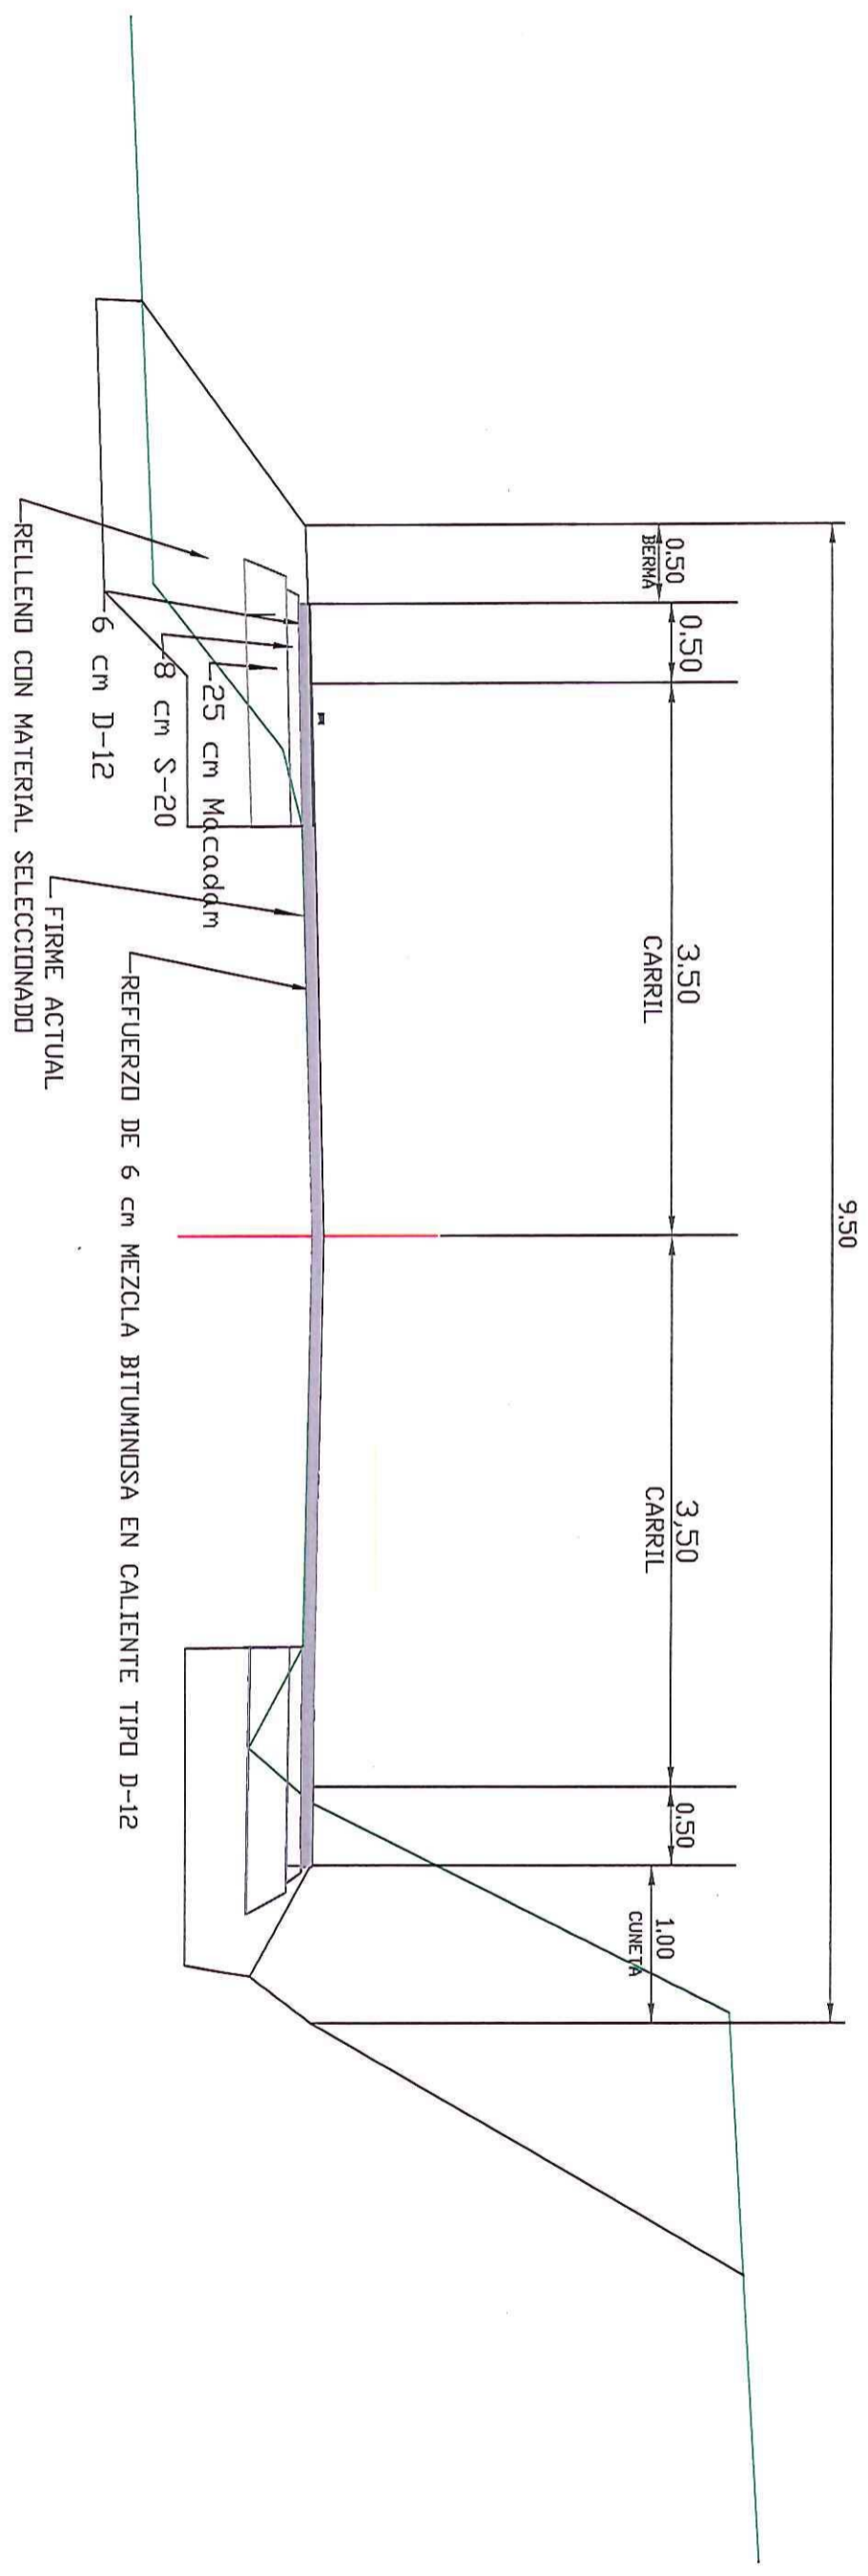 9.50
0.50
BERMA
0.50
3.50
CARRIL
3,50
CARRIL
0.50
1.00
CUNETA
25 cm Macadam
8 cm S-20
6 cm D-12
REFUERZO DE 6 cm MEZCLA BITUMINOSA EN CALIENTE TIPO D-12
FIRME ACTUAL
RELLENO CON MATERIAL SELECCIONADO